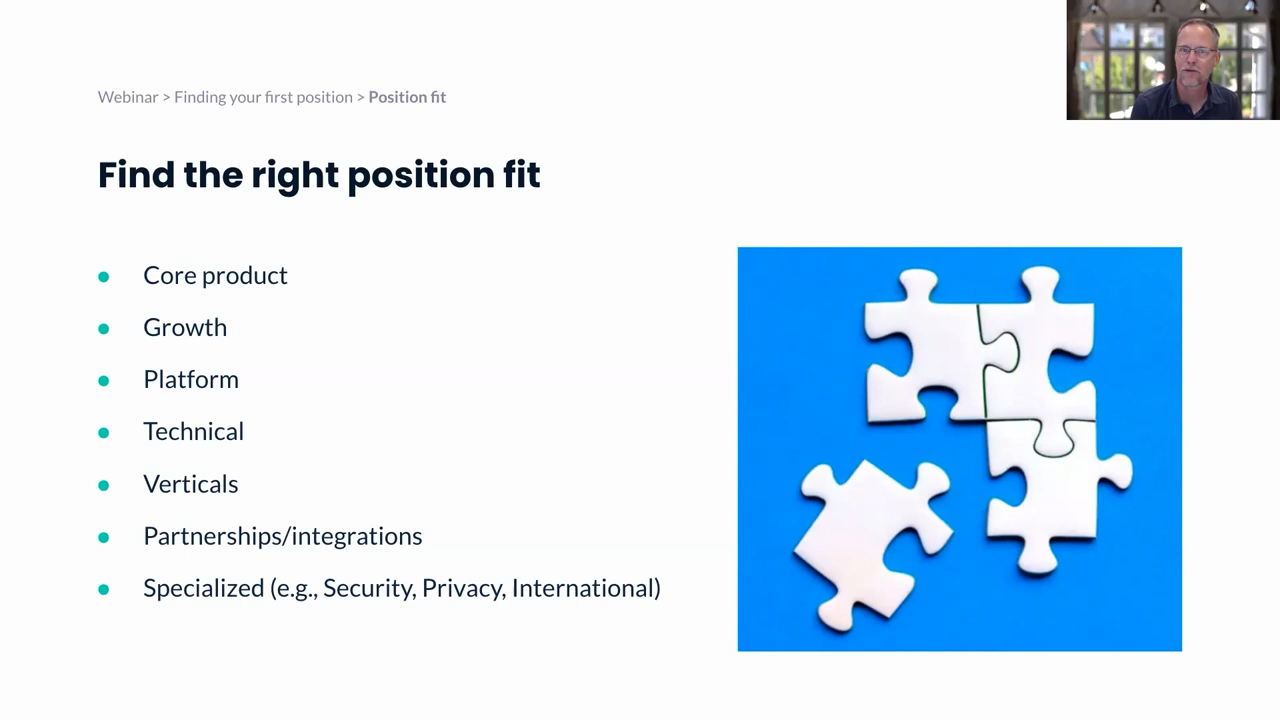 Webinar > Finding your first position > Position fit
Find the right position fit
Core product
Growth
Platform
Technical
Verticals
Partnerships/integrations
Specialized (e.g., Security, Privacy, International)